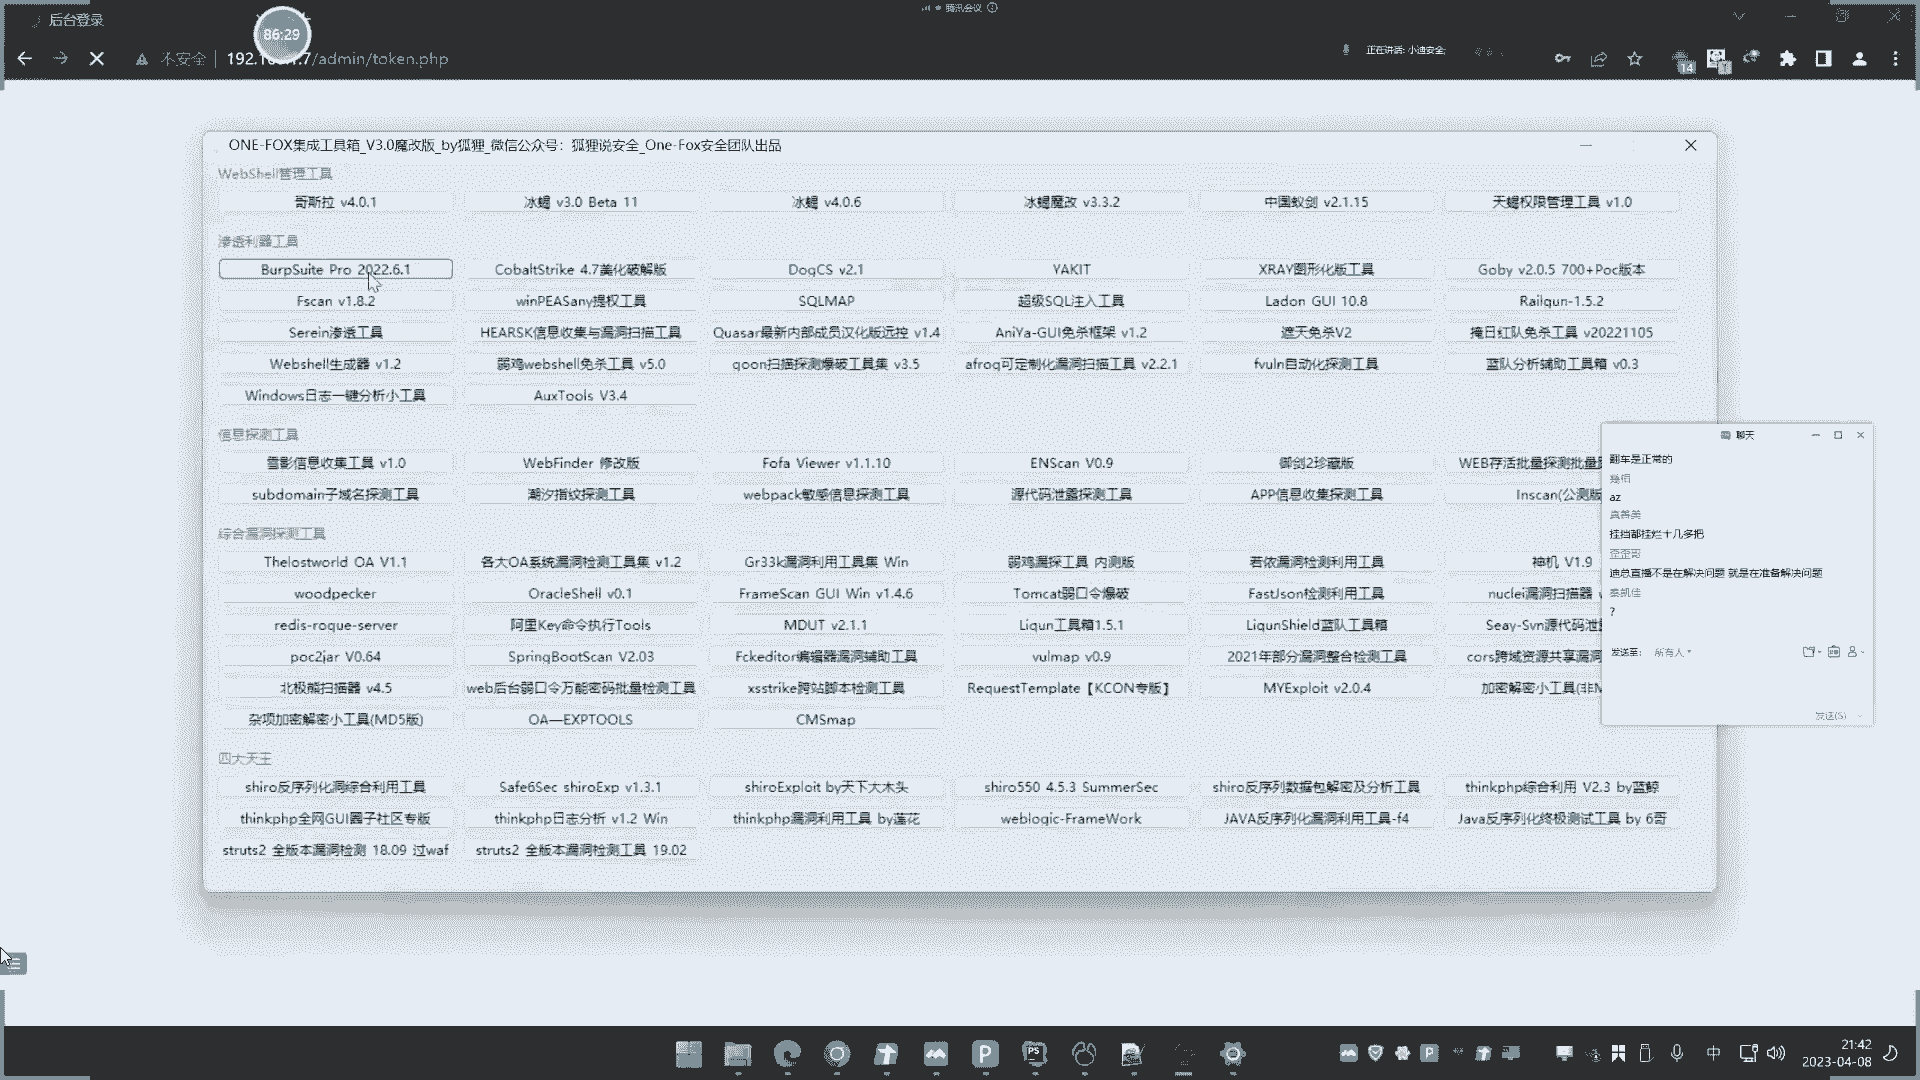 后台登录
86:29
腾讯会议
不安全
/admin/token.php
正在讲话: 小迪安全;
14
ONE-FOX集成工具箱_V3.0魔改版_by狐狸_微信公众号：狐狸说安全_One-Fox安全团队出品
WebShell管理工具
哥斯拉 v4.0.1
冰蝎 v3.0 Beta 11
冰蝎 v4.0.6
冰蝎魔改 v3.3.2
中国蚁剑 v2.1.15
天蝎权限管理工具 v1.0
渗透利器工具
BurpSuite Pro 2022.6.1
CobaltStrike 4.7美化破解版
DogCS v2.1
YAKIT
XRAY图形化版工具
Goby v2.0.5 700+Poc版本
Fscan v1.8.2
winPEASany提权工具
SQLMAP
超级SQL注入工具
Ladon GUI 10.8
Railgun-1.5.2
Serein渗透工具
HEARSK信息收集与漏洞扫描工具
Quasar最新内部成员汉化版远控 v1.4
AniYa-GUI免杀框架 v1.2
遮天免杀V2
掩日红队免杀工具 v20221105
Webshell生成器 v1.2
弱鸡webshell免杀工具 v5.0
qoon扫描探测爆破工具集 v3.5
afrog可定制化漏洞扫描工具 v2.2.1
fvuln自动化探测工具
蓝队分析辅助工具箱 v0.3
Windows日志一键分析小工具
AuxTools V3.4
信息探测工具
雪影信息收集工具 v1.0
WebFinder 修改版
Fofa Viewer v1.1.10
ENScan V0.9
御剑2珍藏版
WEB存活批量探测批量
subdomain子域名探测工具
潮汐指纹探测工具
webpack敏感信息探测工具
源代码泄露探测工具
APP信息收集探测工具
Inscan(公测版
综合漏洞探测工具
Thelostworld OA V1.1
各大OA系统漏洞检测工具集 v1.2
Gr33k漏洞利用工具集 Win
弱鸡漏探工具 内测版
若依漏洞检测利用工具
神机 V1.9
woodpecker
OracleShell v0.1
FrameScan GUI Win v1.4.6
Tomcat弱口令爆破
FastJson检测利用工具
nuclei漏洞扫描器
redis-rogue-server
阿里Key命令执行Tools
MDUT v2.1.1
Liqun工具箱1.5.1
LiqunShield蓝队工具箱
Seay-Svn源代码泄
poc2jar V0.64
SpringBootScan V2.03
Fckeditor编辑器漏洞辅助工具
vulmap v0.9
2021年部分漏洞整合检测工具
cors跨域资源共享漏洞
北极熊扫描器 v4.5
web后台弱口令万能密码批量检测工具
xsstrike跨站脚本检测工具
RequestTemplate【KCON专版】
MYExploit v2.0.4
加密解密小工具(非M
杂项加密解密小工具(MD5版)
OA—EXPTOOLS
CMSmap
四大天王
shiro反序列化洞综合利用工具
Safe6Sec shiroExp v1.3.1
shiroExploit by天下大木头
shiro550 4.5.3 SummerSec
shiro反序列数据包解密及分析工具
thinkphp综合利用 V2.3 by蓝鲸
thinkphp全网GUI圈子社区专版
thinkphp日志分析 v1.2 Win
thinkphp漏洞利用工具 by莲花
weblogic-FrameWork
JAVA反序列化漏洞利用工具-f4
Java反序列化终极测试工具 by 6哥
struts2 全版本漏洞检测 18.09 过waf
struts2 全版本漏洞检测工具 19.02
聊天
翻车是正常的
az
挂挡都挂烂十几多把
歪歪哥
迪总直播不是在解决问题 就是在准备解决问题
秦凯佳
?
发送至: 所有人
发送(S)
中
21:42
2023-04-08